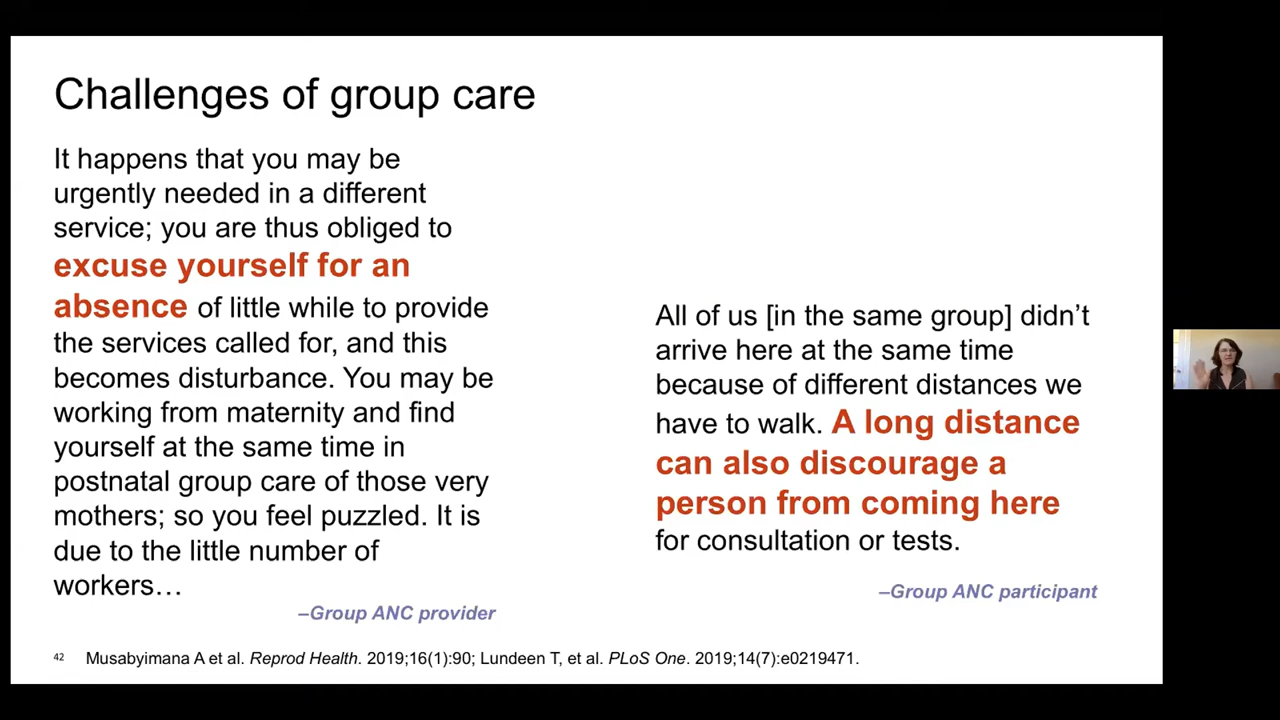 Challenges of group care
It happens that you may be
urgently needed in a different
service; you are thus obliged to
excuse yourself for an
absence of little while to provide
the services called for, and this
becomes disturbance. You may be
working from maternity and find
yourself at the same time in
postnatal group care of those very
mothers; so you feel puzzled. It is
due to the little number of
workers…
–Group ANC provider
All of us [in the same group] didn’t
arrive here at the same time
because of different distances we
have to walk. A long distance
can also discourage a
person from coming here
for consultation or tests.
–Group ANC participant
42 Musabyimana A et al. Reprod Health. 2019;16(1):90; Lundeen T, et al. PLoS One. 2019;14(7):e0219471.